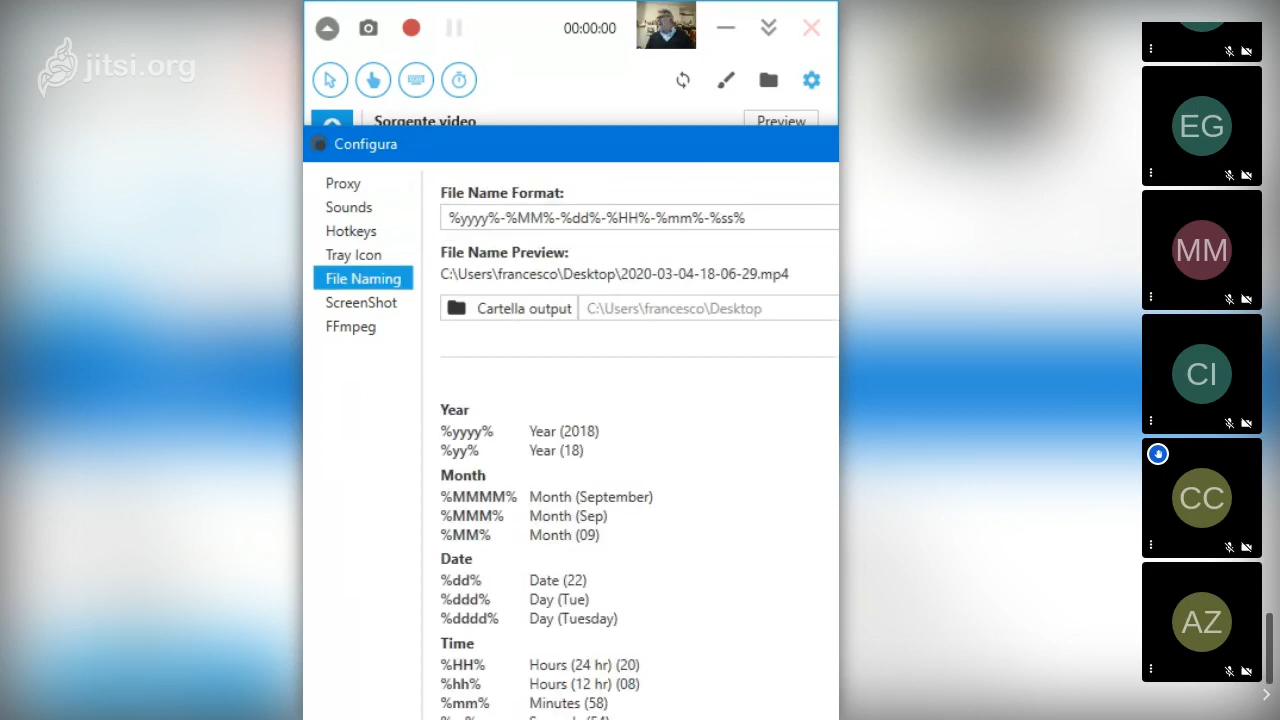 jitsi.org
00:00:00
Sorgente video
Preview
Configura
Proxy
Sounds
Hotkeys
Tray Icon
File Naming
ScreenShot
FFmpeg
File Name Format:
%yyyy%-%MM%-%dd%-%HH%-%mm%-%ss%
File Name Preview:
C:\Users\francesco\Desktop\2020-03-04-18-06-29.mp4
Cartella output C:\Users\francesco\Desktop
Year
%yyyy% Year (2018)
%yy% Year (18)
Month
%MMMM% Month (September)
%MMM% Month (Sep)
%MM% Month (09)
Date
%dd% Date (22)
%ddd% Day (Tue)
%dddd% Day (Tuesday)
Time
%HH% Hours (24 hr) (20)
%hh% Hours (12 hr) (08)
%mm% Minutes (58)
EG
MM
CI
CC
AZ